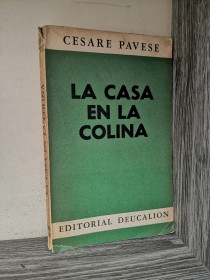 CESARE PAVESE
LA CASA
EN LA
COLINA
EDITORIAL DEUCALION